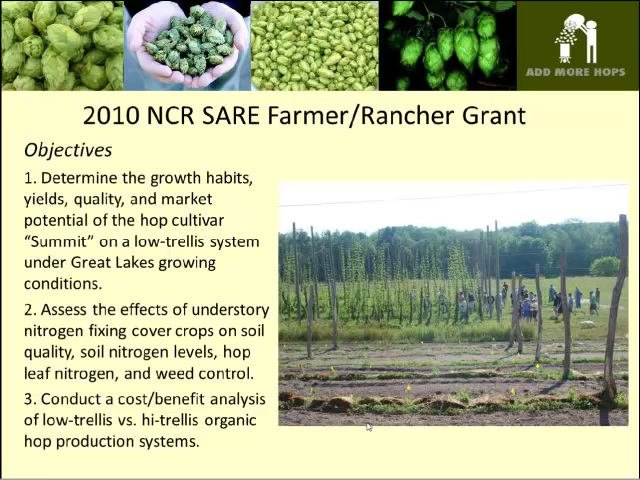 ADD MORE HOPS
2010 NCR SARE Farmer/Rancher Grant
Objectives
1. Determine the growth habits,
yields, quality, and market
potential of the hop cultivar
“Summit” on a low-trellis system
under Great Lakes growing
conditions.
2. Assess the effects of understory
nitrogen fixing cover crops on soil
quality, soil nitrogen levels, hop
leaf nitrogen, and weed control.
3. Conduct a cost/benefit analysis
of low-trellis vs. hi-trellis organic
hop production systems.